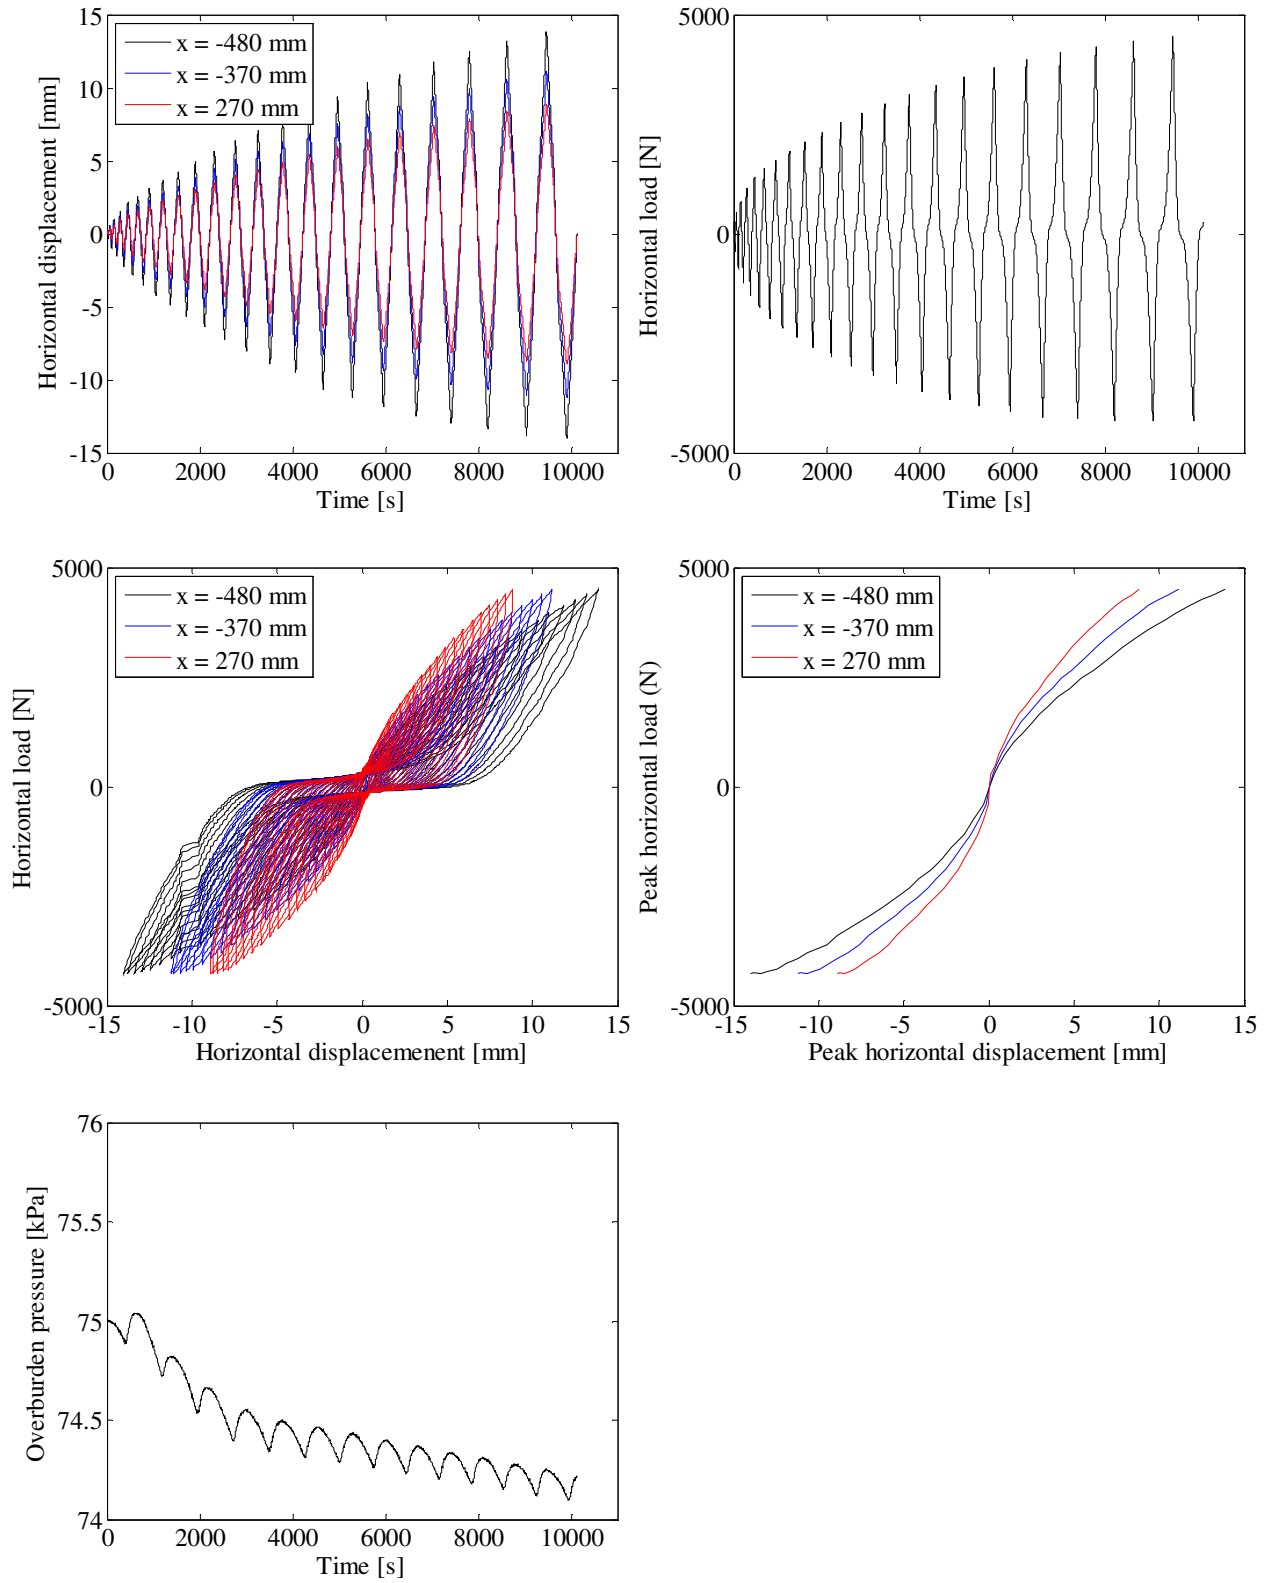 15
10
5
0
-5
-10
-15
0 2000 4000 6000 8000 10000
Time [s]
Horizontal displacement [mm]
x = -480 mm
x = -370 mm
x = 270 mm
5000
0
-5000
0 2000 4000 6000 8000 10000
Time [s]
Horizontal load [N]
5000
0
-5000
-15 -10 -5 0 5 10 15
Horizontal displacemenent [mm]
Horizontal load [N]
x = -480 mm
x = -370 mm
x = 270 mm
5000
0
-5000
-15 -10 -5 0 5 10 15
Peak horizontal displacement [mm]
Peak horizontal load (N)
x = -480 mm
x = -370 mm
x = 270 mm
76
75.5
75
74.5
74
0 2000 4000 6000 8000 10000
Time [s]
Overburden pressure [kPa]